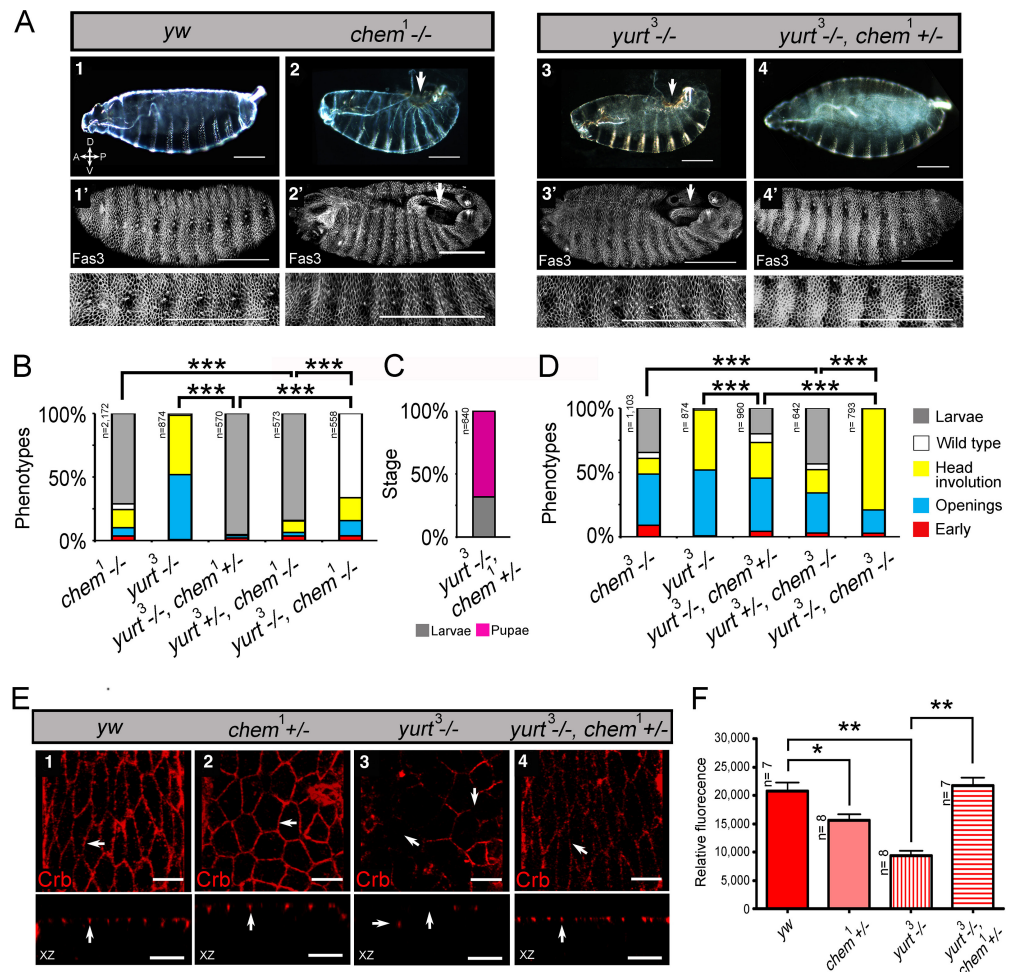 A
yw
chem1 -/-
yurt3 -/-
yurt3 -/-, chem1 +/-
1
2
3
4
D
A P
V
1'
2'
3'
4'
Fas3
Fas3
B
***
***
***
***
100%
50%
0%
Phenotypes
n=2,172
n=874
n=570
n=573
n=558
chem1 -/-
yurt3 -/-
yurt3 -/-, chem1 +/-
yurt3 +/-, chem1 -/-
yurt3 -/-, chem1 -/-
C
100%
50%
0%
Stage
n=640
yurt3 -/-, chem1 +/-
Larvae
Pupae
D
***
***
***
***
100%
50%
0%
Phenotypes
n=1,103
n= 874
n= 960
n= 642
n= 793
chem3 -/-
yurt3 -/-
yurt3 -/-, chem3 +/-
yurt3 +/-, chem3 -/-
yurt3 -/-, chem3 -/-
Larvae
Wild type
Head
involution
Openings
Early
E
yw
chem1 +/-
yurt3 -/-
yurt3 -/-, chem1 +/-
1
2
3
4
Crb
Crb
Crb
Crb
XZ
XZ
XZ
XZ
F
**
**
*
30,000
25,000
20,000
15,000
10,000
5,000
0
Relative fluorescence
n= 7
n= 8
n= 8
n= 7
yw
chem1 +/-
yurt3 -/-
yurt3 -/-,
chem1 +/-